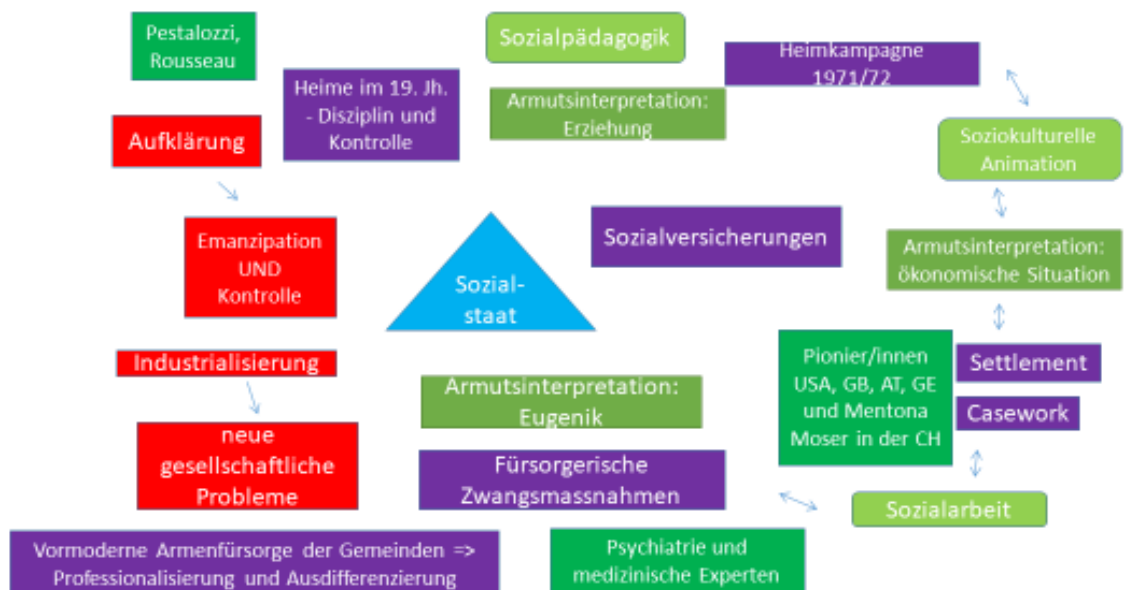 Pestalozzi,
Rousseau
Sozialpädagogik
Heimkampagne
1971/72
Heime im 19. Jh.
- Disziplin und
Kontrolle
Armutsinterpretation:
Erziehung
Aufklärung
Soziokulturelle
Animation
Emanzipation
UND
Kontrolle
Sozialversicherungen
Armutsinterpretation:
ökonomische Situation
Sozial-
staat
Industrialisierung
Pionier/innen
USA, GB, AT, GE
und Mentona
Moser in der CH
Settlement
Casework
Armutsinterpretation:
Eugenik
neue
gesellschaftliche
Probleme
Fürsorgerische
Zwangsmassnahmen
Sozialarbeit
Vormoderne Armenfürsorge der Gemeinden =>
Professionalisierung und Ausdifferenzierung
Psychiatrie und
medizinische Experten